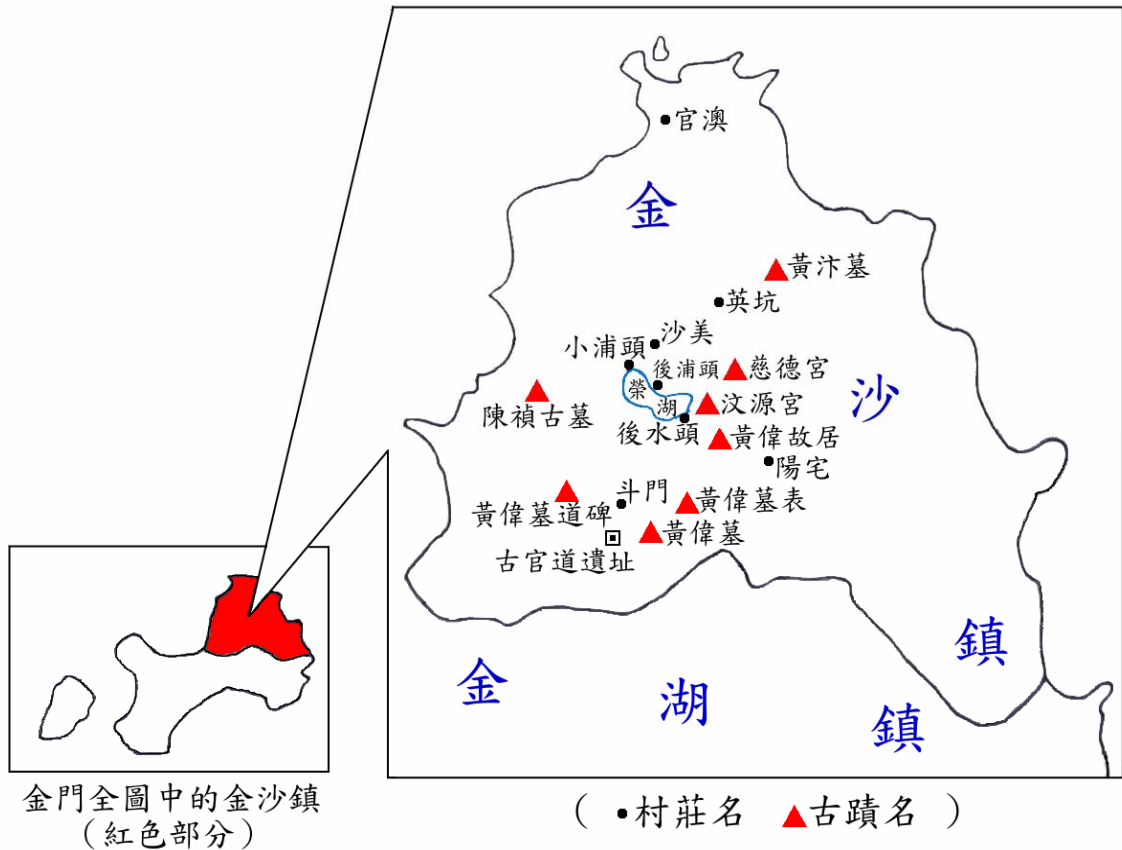 官澳
金
黃汴墓
英坑
沙美
小浦頭
後浦頭
慈德宮
榮
湖
汶源宮
沙
陳禎古墓
後水頭
黃偉故居
陽宅
斗門
黃偉墓表
黃偉墓道碑
黃偉墓
古官道遺址
鎮
金
湖
鎮
金門全圖中的金沙鎮
(紅色部分)
( •村莊名 ▲古蹟名 )